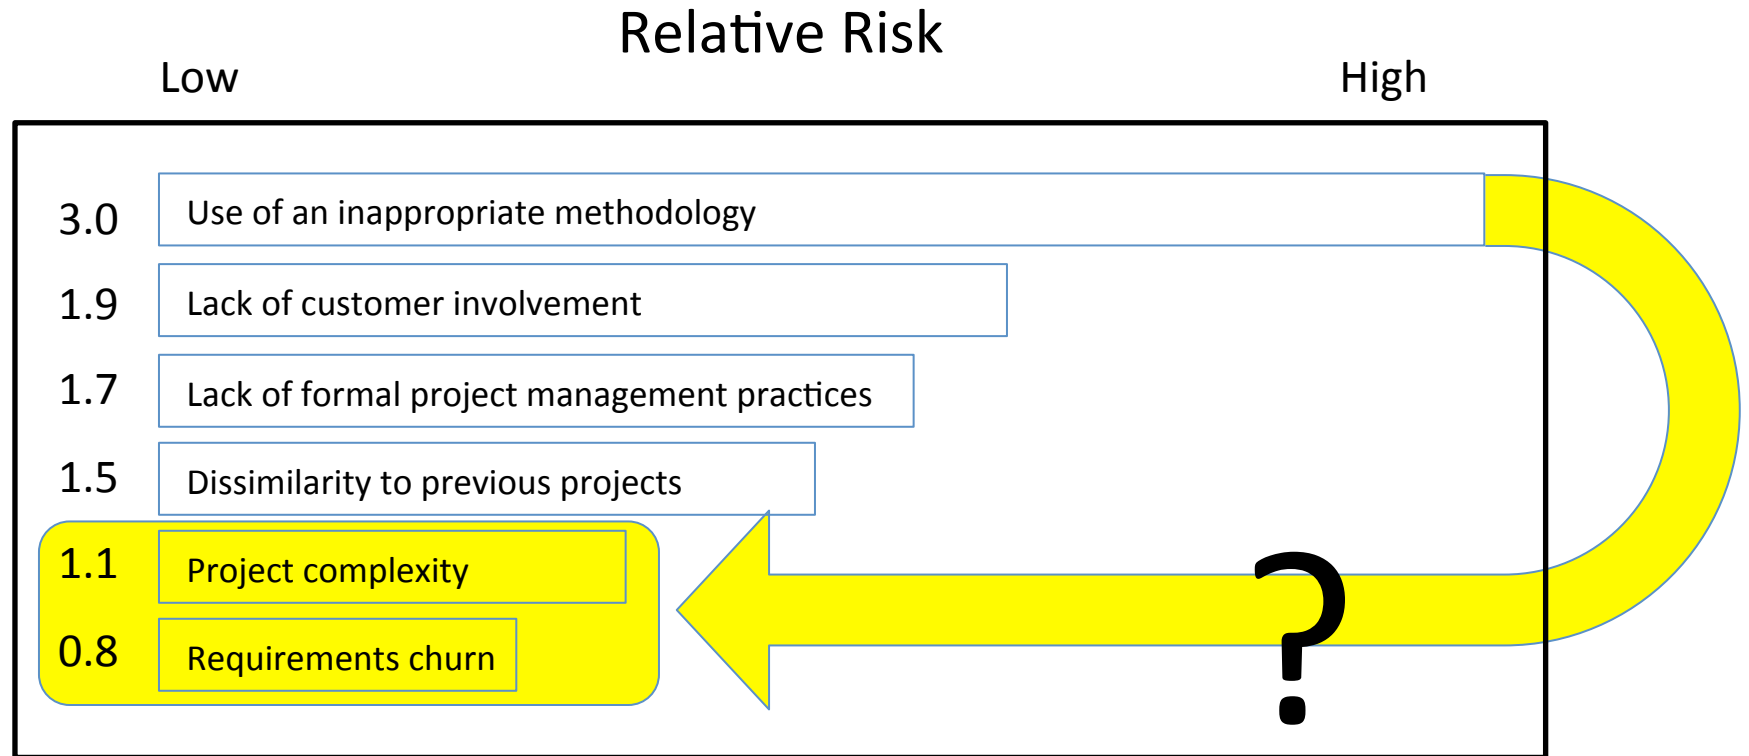 Relative Risk
Low High
3.0 Use of an inappropriate methodology
1.9 Lack of customer involvement
1.7 Lack of formal project management practices
1.5 Dissimilarity to previous projects
1.1 Project complexity
0.8 Requirements churn
?